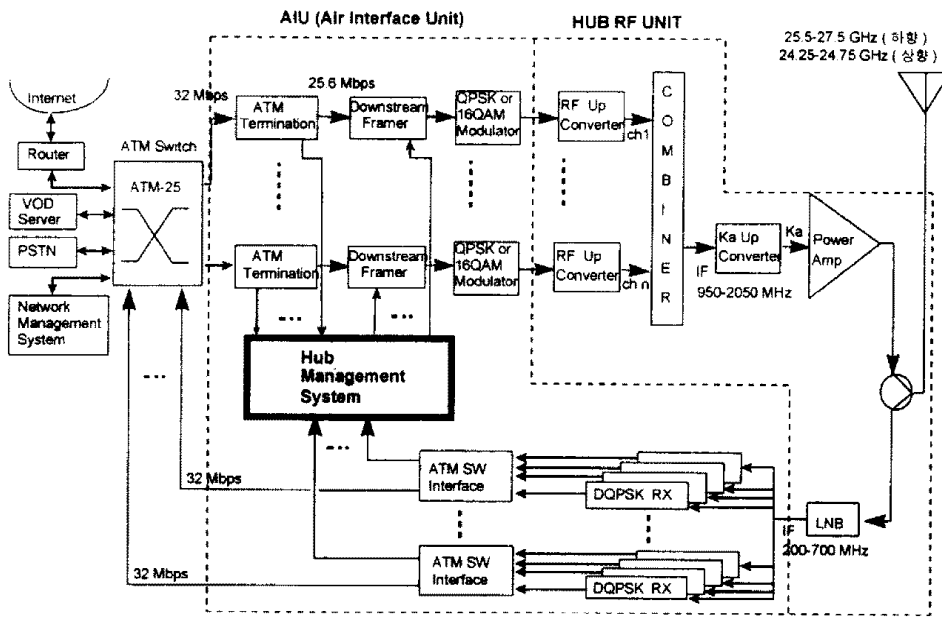 AIU (Air Interface Unit)
HUB RF UNIT
25.5-27.5 GHz ( 하향 )
24.25-24.75 GHz ( 상향 )
Internet
Router
VOD
Server
PSTN
Network
Management
System
ATM Switch
ATM-25
32 Mbps
ATM
Termination
25.6 Mbps
Downstream
Framer
QPSK or
16QAM
Modulator
RF Up
Converter
ch1
C
O
M
B
I
N
E
R
ATM
Termination
Downstream
Framer
QPSK or
16QAM
Modulator
RF Up
Converter
ch n
IF
950-2050 MHz
Ka Up
Converter
Ka
Power
Amp
Hub
Management
System
32 Mbps
ATM SW
Interface
DQPSK RX
IF
200-700 MHz
LNB
32 Mbps
ATM SW
Interface
DQPSK RX